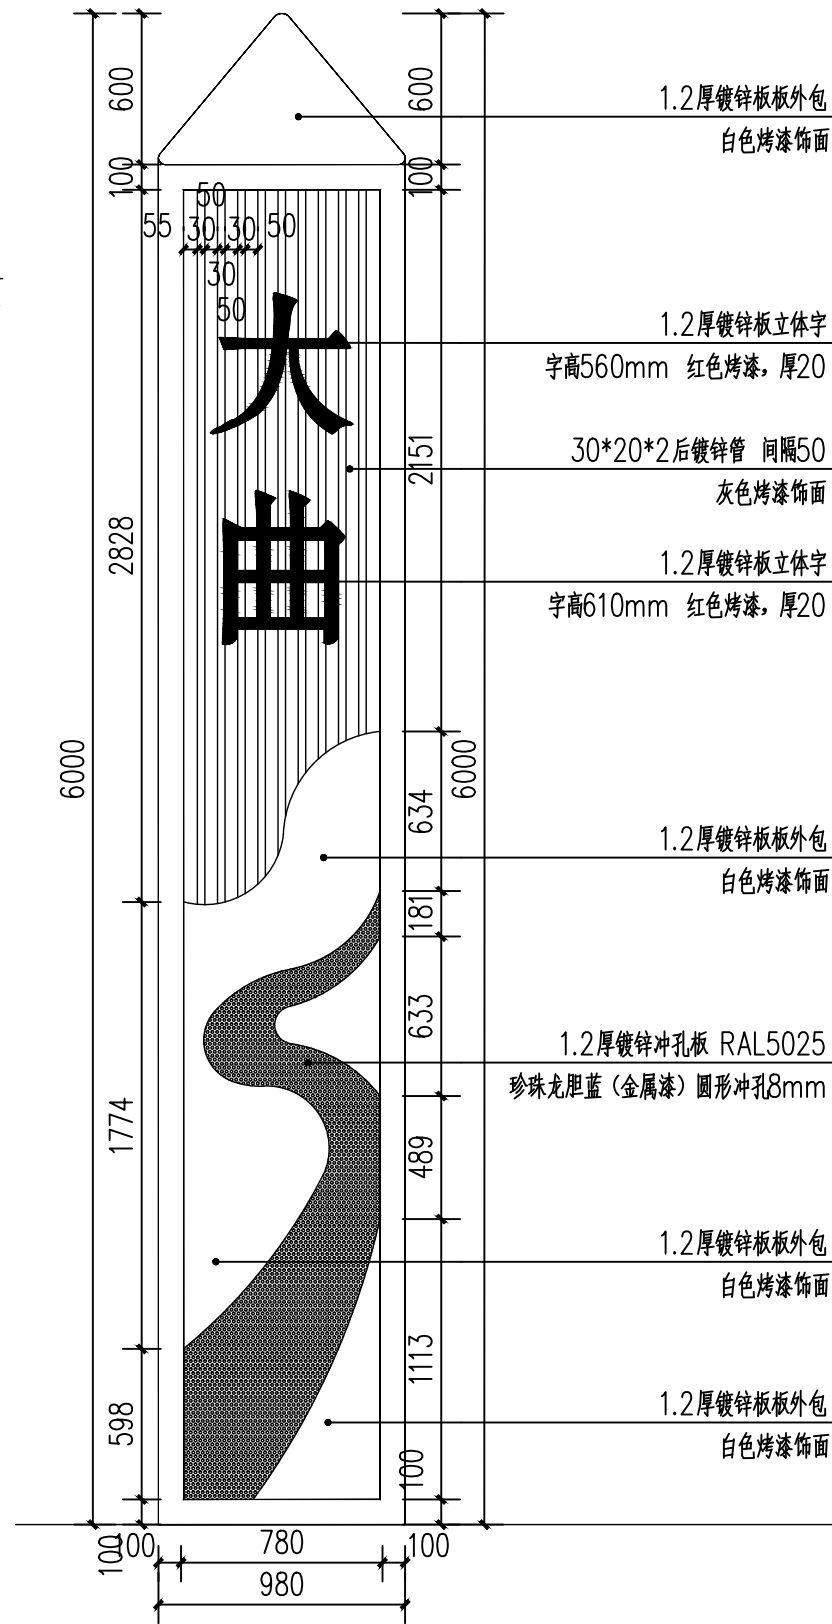 600
600
1.2厚镀锌板板外包
白色烤漆饰面
100
100
50
55 30 30 50
30
50
大
1.2厚镀锌板立体字
字高560mm 红色烤漆，厚20
2151
30*20*2后镀锌管 间隔50
灰色烤漆饰面
曲
2828
1.2厚镀锌板立体字
字高610mm 红色烤漆，厚20
6000
6000
634
1.2厚镀锌板板外包
白色烤漆饰面
181
633
1.2厚镀锌冲孔板 RAL5025
珍珠龙胆蓝（金属漆）圆形冲孔8mm
1774
489
1.2厚镀锌板板外包
白色烤漆饰面
1113
598
1.2厚镀锌板板外包
白色烤漆饰面
100
100
100 780 100
980